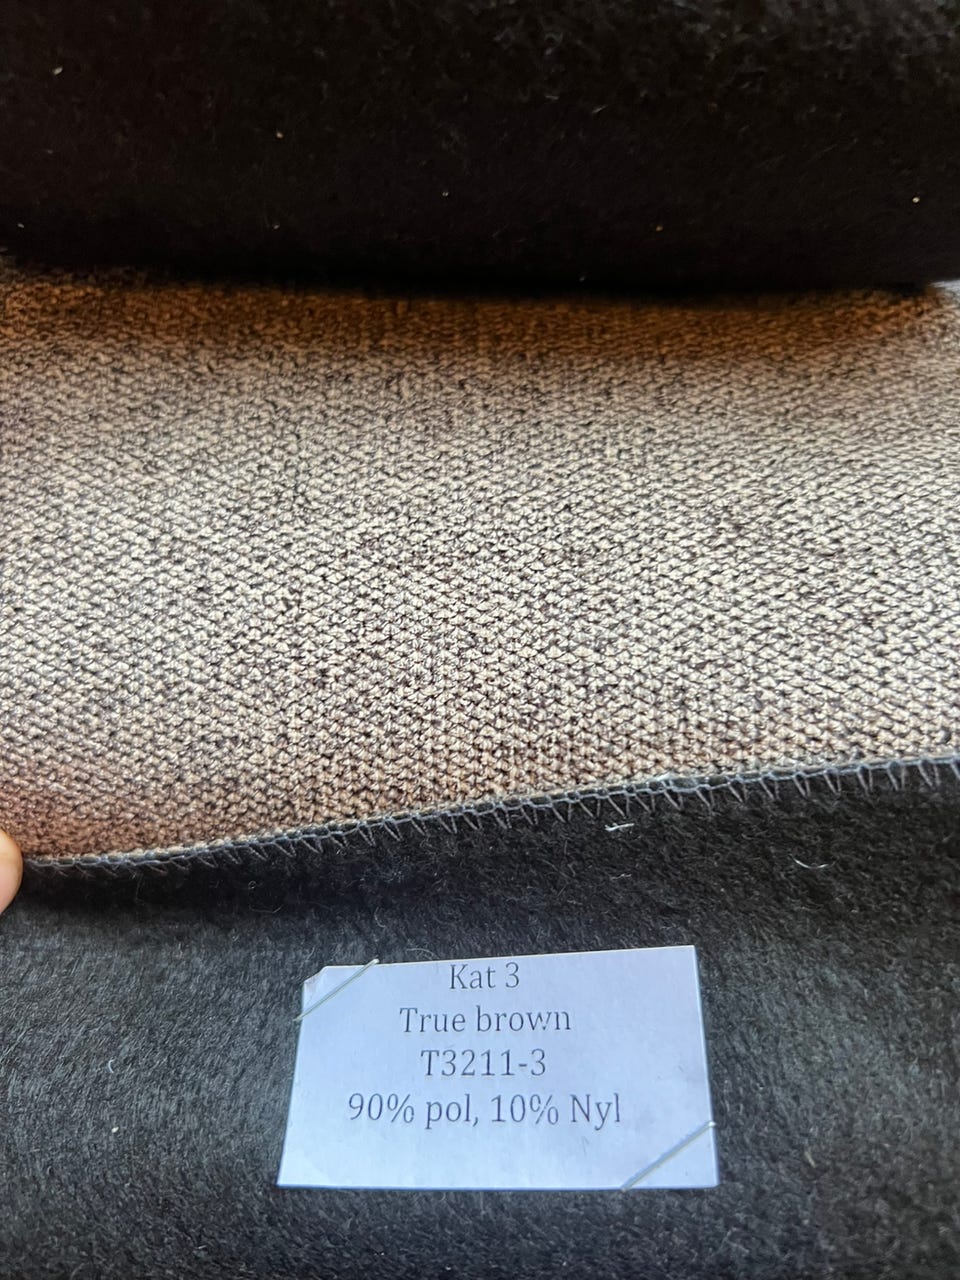 Kat 3
True brown
T3211-3
90% pol, 10% Nyl